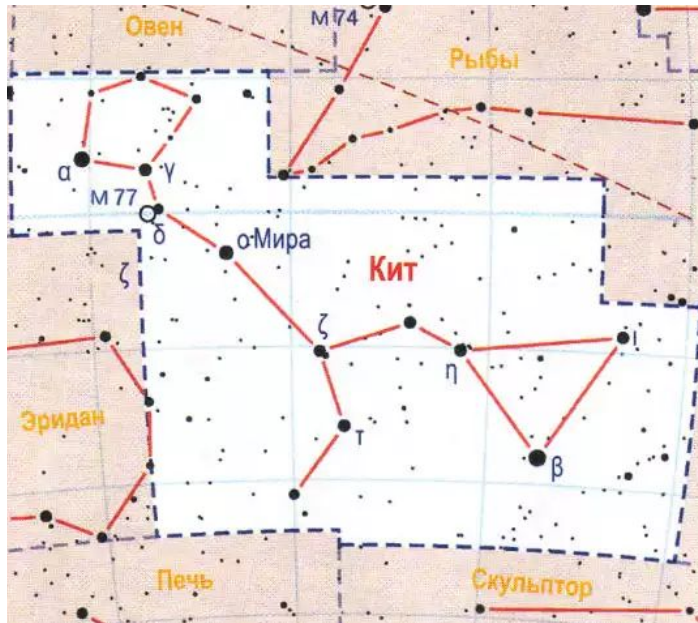 М 74
Овен
Рыбы
α
γ
М 77
δ
ο-Мира
ζ
Кит
ζ
η
ι
Эридан
τ
β
Печь
Скульптор